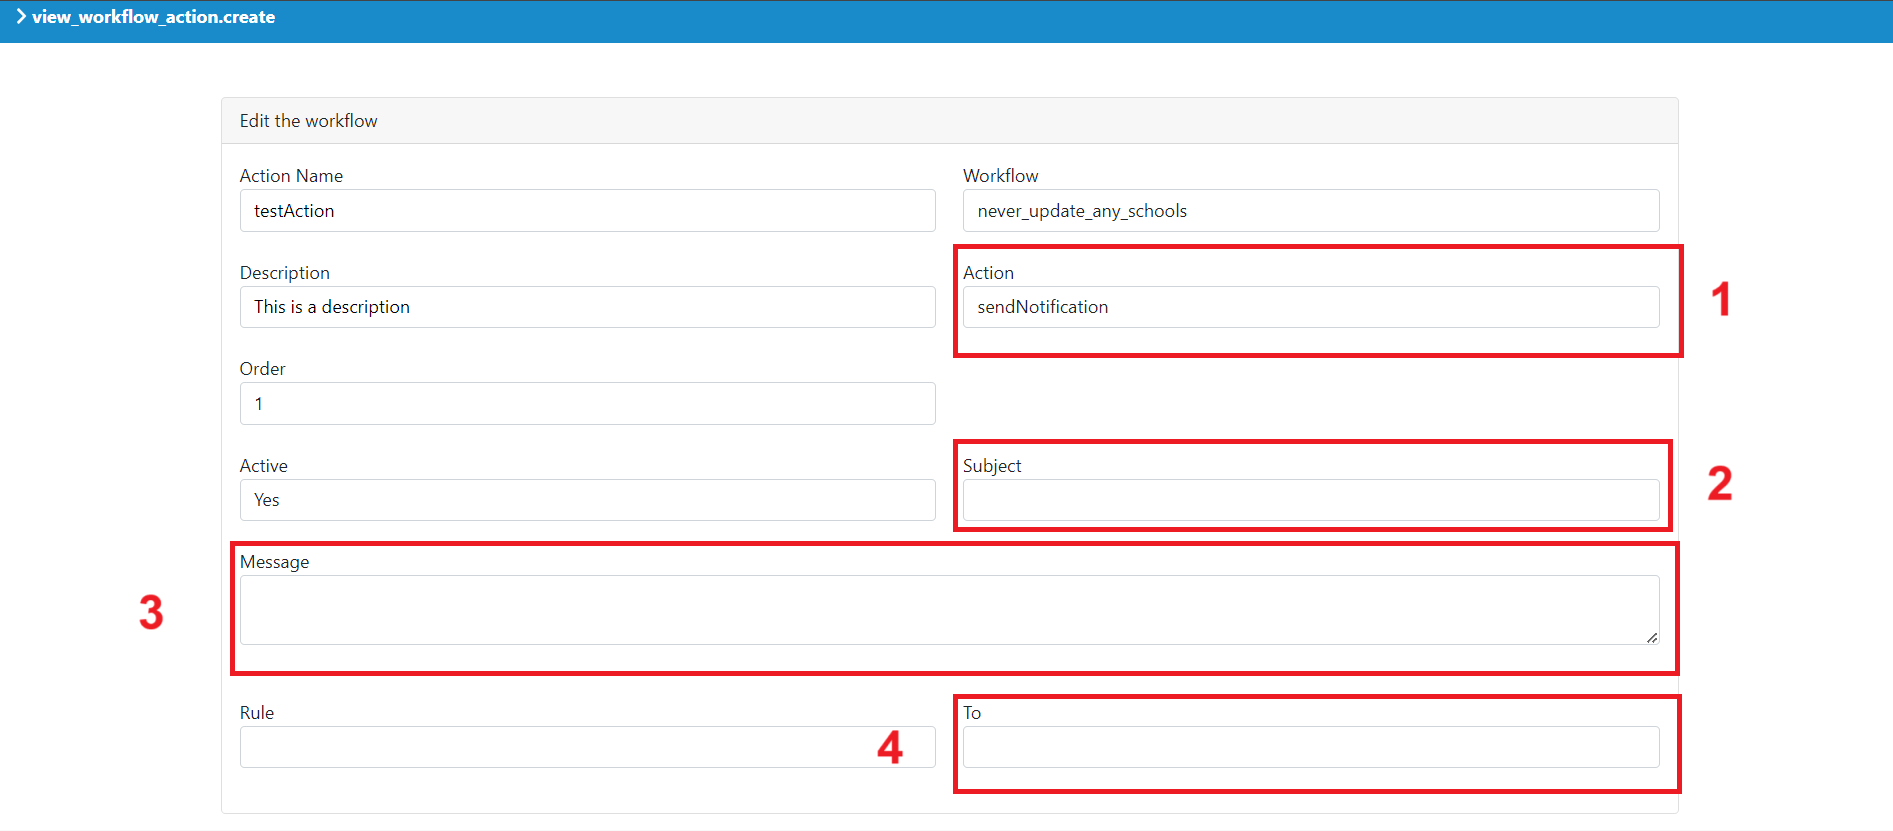 view_workflow_action.create
Edit the workflow
Action Name
testAction
Workflow
never_update_any_schools
Description
This is a description
Action
sendNotification
1
Order
1
Active
Yes
Subject
2
Message
3
Rule
4
To